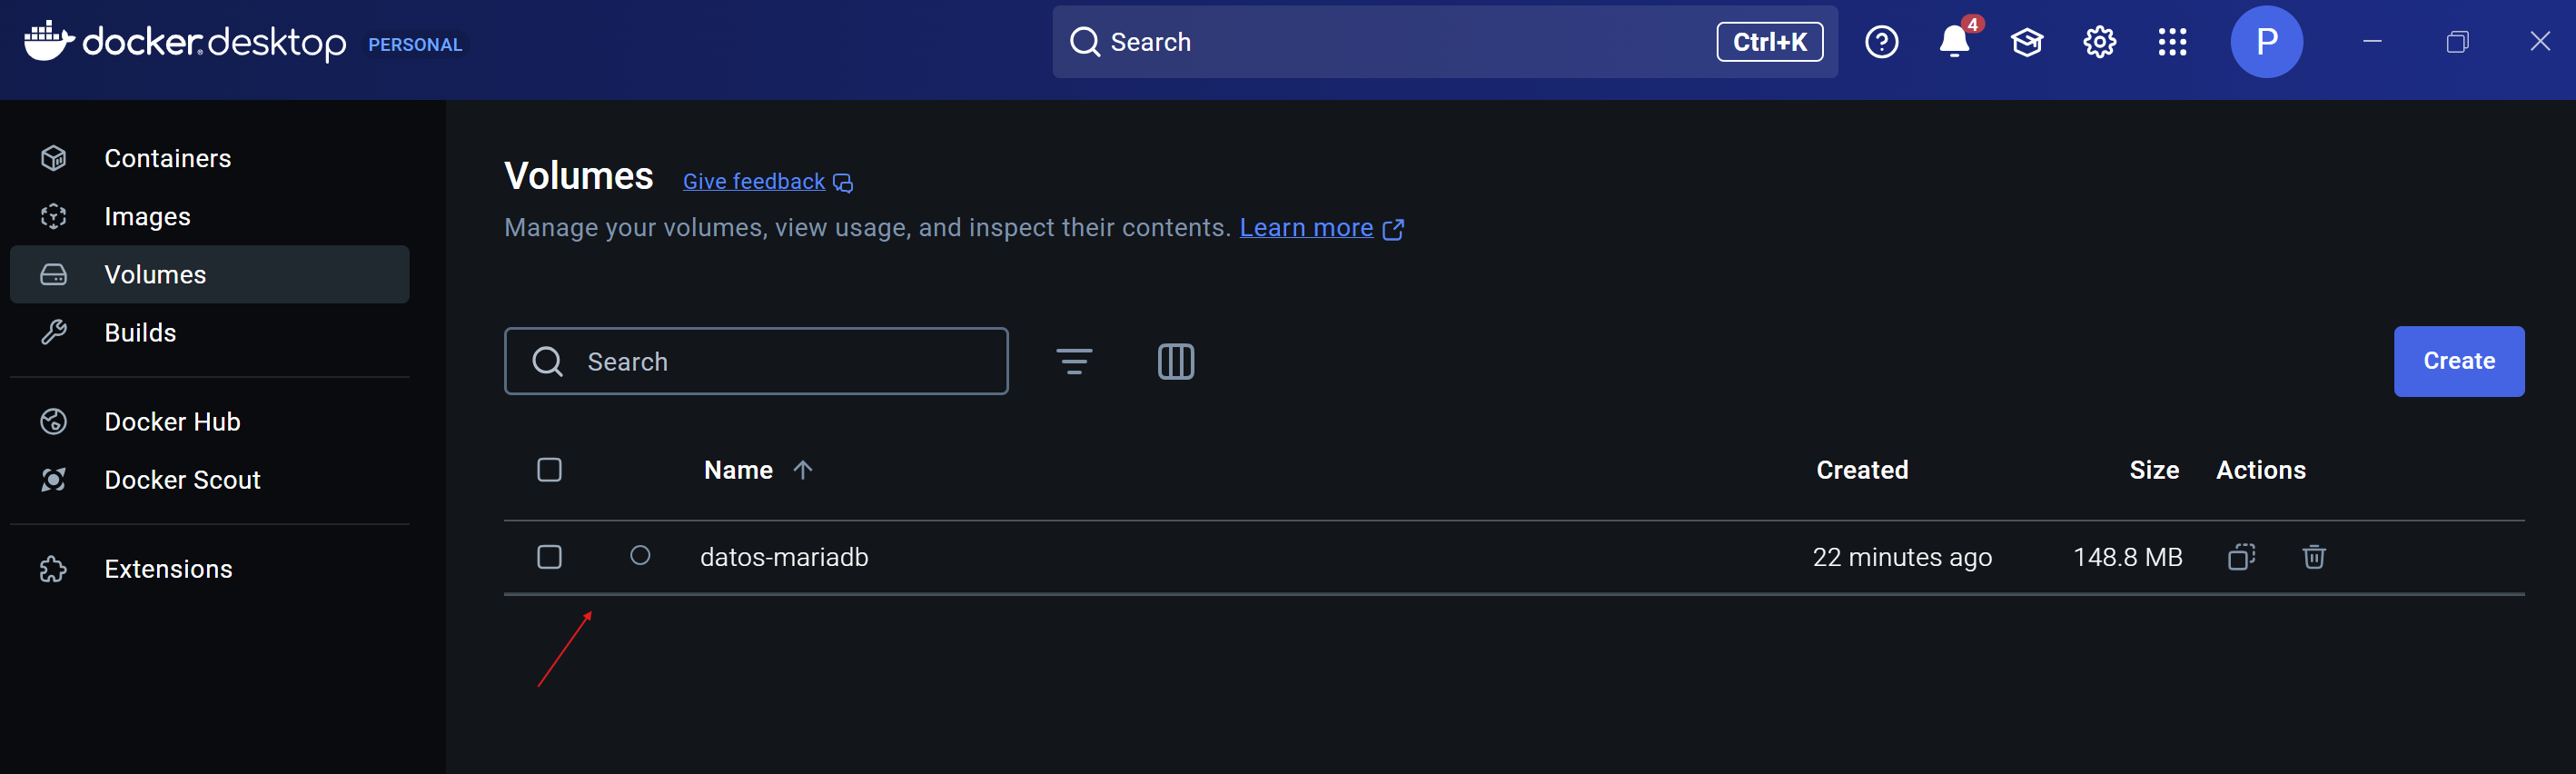 docker.desktop PERSONAL
Search Ctrl+K 4 P
Containers
Images
Volumes
Builds
Docker Hub
Docker Scout
Extensions
Volumes Give feedback
Manage your volumes, view usage, and inspect their contents. Learn more
Search Create
Name Created Size Actions
datos-mariadb 22 minutes ago 148.8 MB